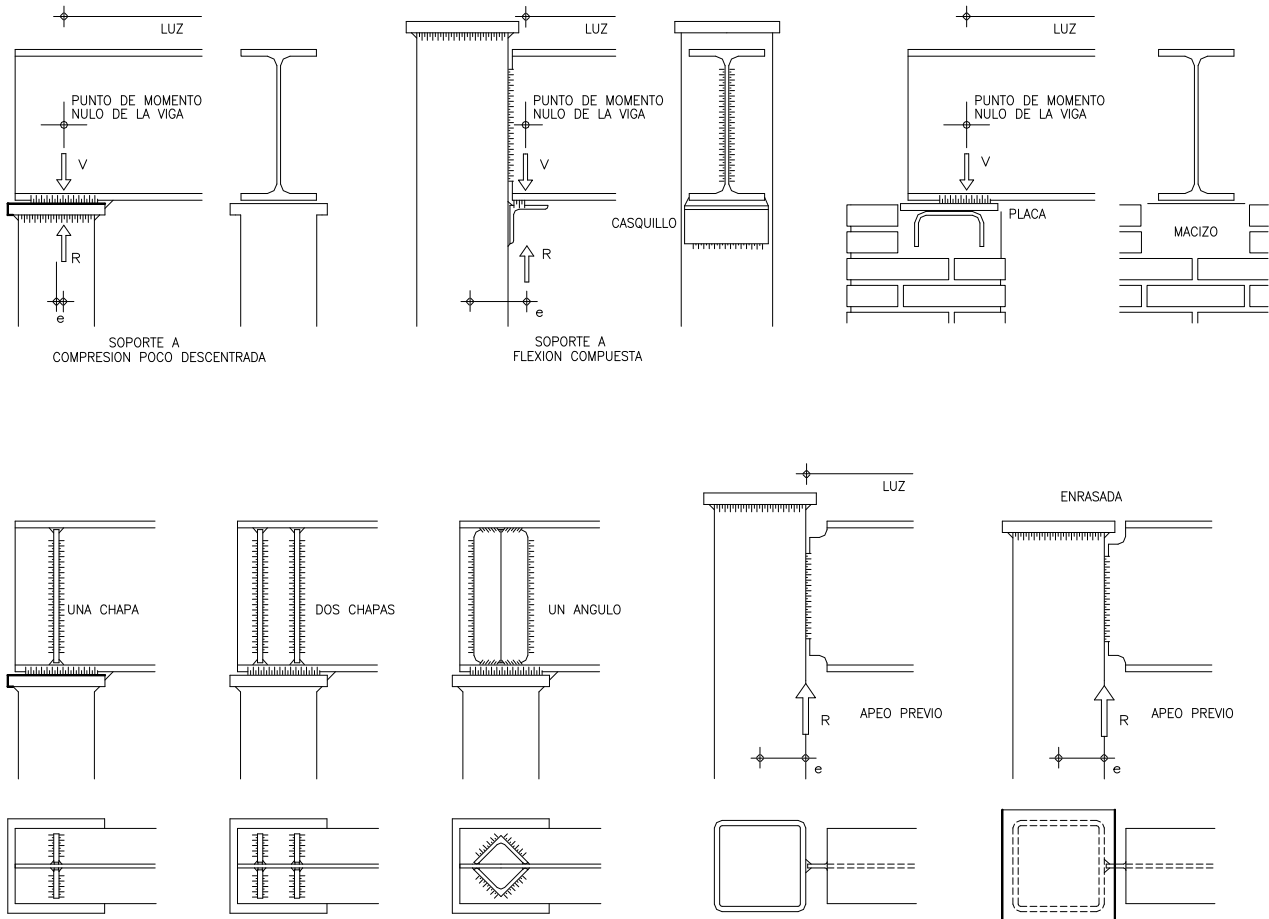 LUZ
PUNTO DE MOMENTO
NULO DE LA VIGA
V
R
e
SOPORTE A
COMPRESION POCO DESCENTRADA
LUZ
PUNTO DE MOMENTO
NULO DE LA VIGA
V
CASQUILLO
R
e
SOPORTE A
FLEXION COMPUESTA
LUZ
PUNTO DE MOMENTO
NULO DE LA VIGA
V
PLACA
MACIZO
UNA CHAPA
DOS CHAPAS
UN ANGULO
LUZ
R
APEO PREVIO
e
ENRASADA
R
APEO PREVIO
e